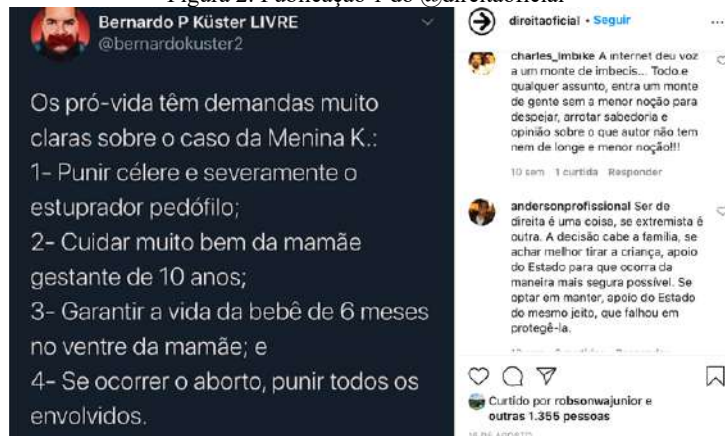 Figura 2: Publicação 1 do @direitaoficial
Bernardo P Küster LIVRE
@bernardokuster2
Os pró-vida têm demandas muito
claras sobre o caso da Menina K.:
1- Punir célere e severamente o
estuprador pedófilo;
2- Cuidar muito bem da mamãe
gestante de 10 anos;
3- Garantir a vida da bebê de 6 meses
no ventre da mamãe; e
4- Se ocorrer o aborto, punir todos os
envolvidos.
direitaoficial • Seguir
charles_imbike A internet deu voz
a um monte de imbecis... Todo.e
qualquer assunto, entra um monte
de gente sem a menor noção para
despejar, arrotar sabedoria e
opinião sobre o que autor não tem
nem de longe e menor noção!!!
10 sem 1 curtida Responder
andersonprofissional Ser de
direita é uma coisa, se extremista é
outra. A decisão cabe a família, se
achar melhor tirar a criança, apoio
do Estado para que ocorra da
maneira mais segura possível. Se
optar em manter, apoio do Estado
do mesmo jeito, que falhou em
protegê-la.
Curtido por robsonwajunior e
outras 1.355 pessoas